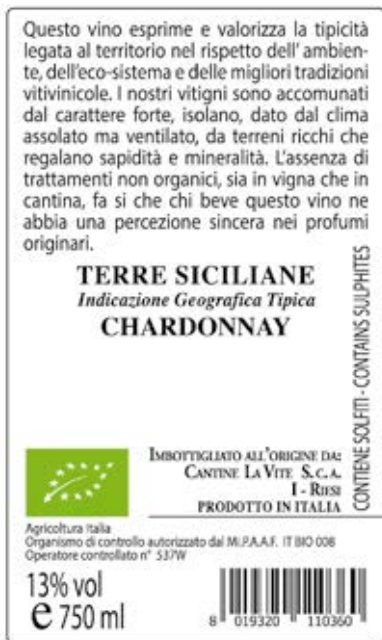 Questo vino esprime e valorizza la tipicità
legata al territorio nel rispetto dell' ambien-
te, dell'eco-sistema e delle migliori tradizioni
vitivinicole. I nostri vitigni sono accomunati
dal carattere forte, isolano, dato dal clima
assolato ma ventilato, da terreni ricchi che
regalano sapidità e mineralità. L'assenza di
trattamenti non organici, sia in vigna che in
cantina, fa si che chi beve questo vino ne
abbia una percezione sincera nei profumi
originari.
TERRE SICILIANE
Indicazione Geografica Tipica
CHARDONNAY
CONTIENE SOLFITI - CONTAINS SULPHITES
IMBOTTIGLIATO ALL'ORIGINE DA:
CANTINE LA VITE S.C.A.
I - RIESI
PRODOTTO IN ITALIA
Agricoltura Italia
Organismo di controllo autorizzato dal MI.P.A.A.F. IT BIO 008
Operatore controllato n° 537W
13% vol
e 750 ml
8 019320 110360